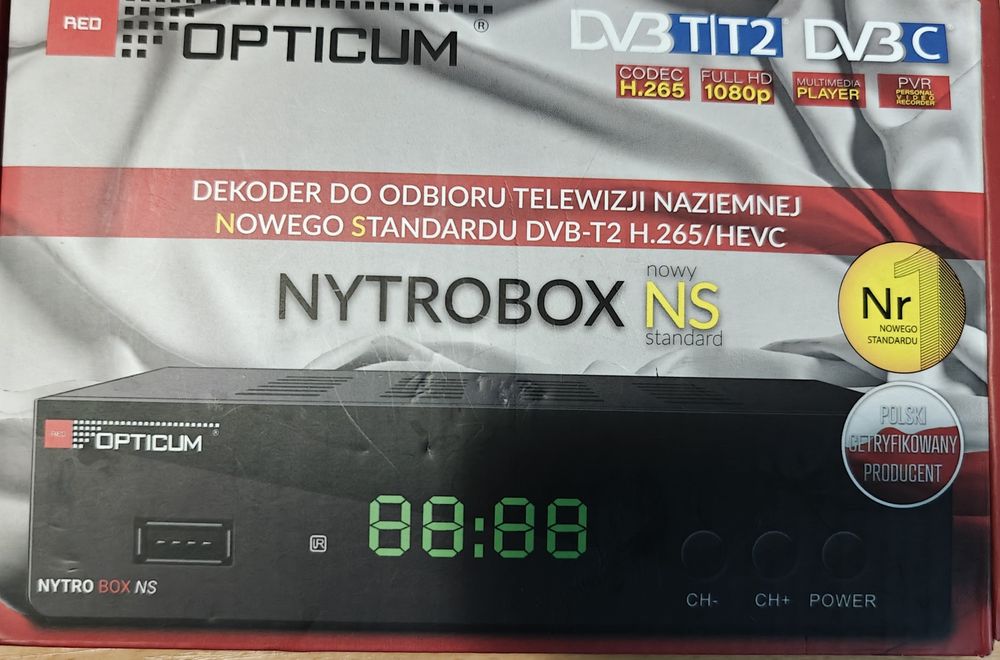 RED
OPTICUM®
DVB T|T2 DVB C
CODEC
H.265
FULL HD
1080p
MULTIMEDIA
PLAYER
PVR
PERSONAL
VIDEO
RECORDER
DEKODER DO ODBIORU TELEWIZJI NAZIEMNEJ
NOWEGO STANDARDU DVB-T2 H.265/HEVC
NYTROBOX
nowy
NS
standard
Nr 1
NOWEGO
STANDARDU
POLSKI
CETRYFIKOWANY
PRODUCENT
RED
OPTICUM®
88:88
IR
NYTRO BOX NS
CH- CH+ POWER